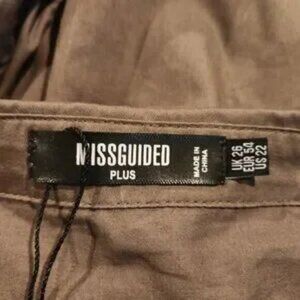 MISSGUIDED
PLUS
MADE IN
CHINA
UK 26
EUR 54
US 22